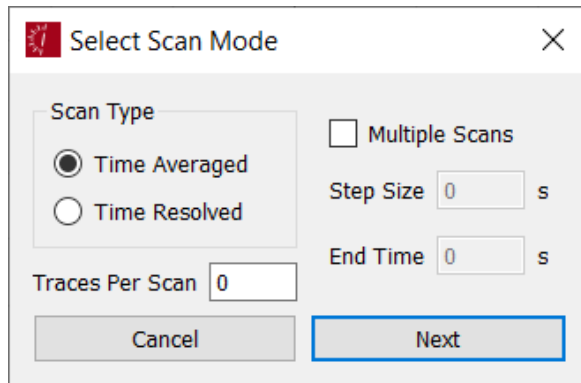 Select Scan Mode
Scan Type
Time Averaged
Time Resolved
Traces Per Scan 0
Multiple Scans
Step Size 0 s
End Time 0 s
Cancel
Next